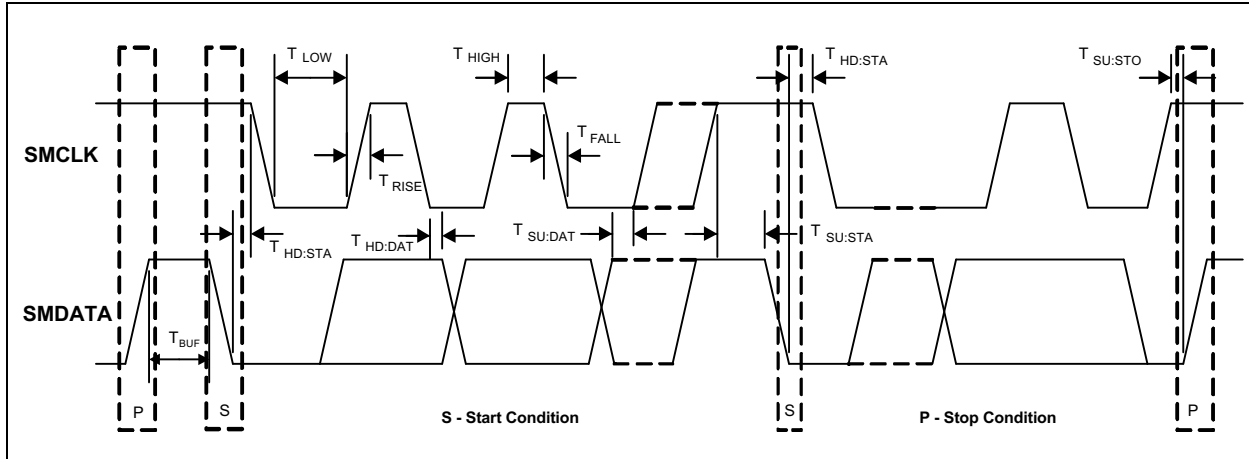 T LOW
T HIGH
T HD:STA
T SU:STO
SMCLK
T FALL
T RISE
T HD:STA
T HD:DAT
T SU:DAT
T SU:STA
SMDATA
T BUF
P
S
S - Start Condition
S
P - Stop Condition
P